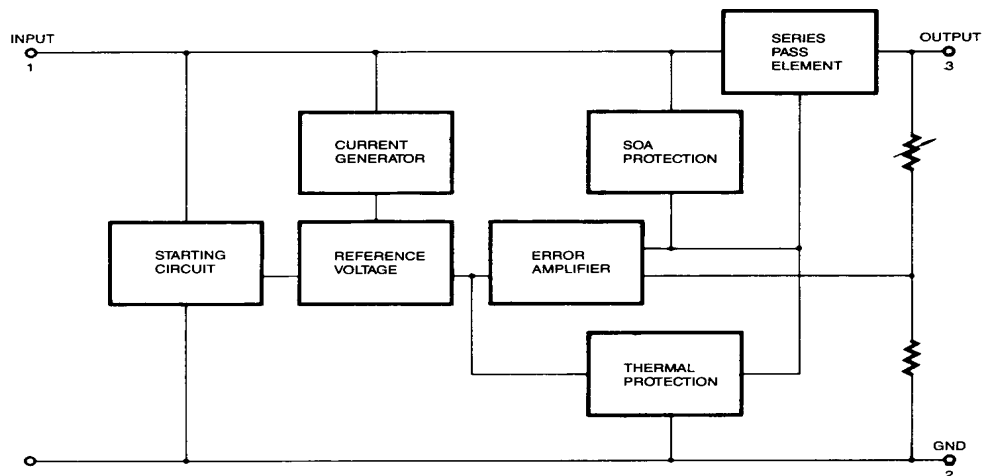 INPUT
1
SERIES
PASS
ELEMENT
OUTPUT
3
CURRENT
GENERATOR
SOA
PROTECTION
STARTING
CIRCUIT
REFERENCE
VOLTAGE
ERROR
AMPLIFIER
THERMAL
PROTECTION
GND
2